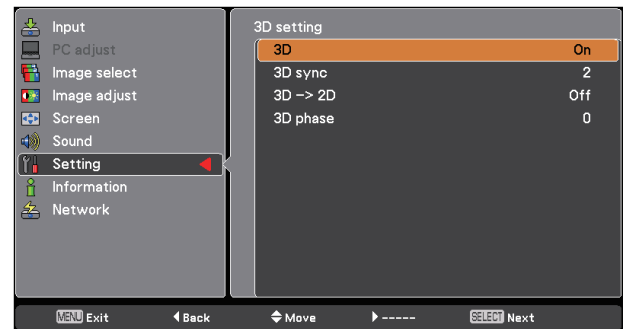 Input
PC adjust
Image select
Image adjust
Screen
Sound
Setting
Information
Network
3D setting
3D On
3D sync 2
3D -> 2D Off
3D phase 0
MENU Exit Back Move ----- SELECT Next